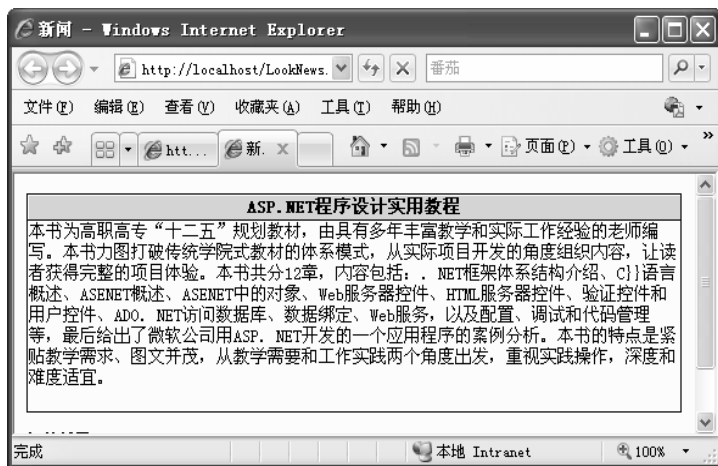 新闻 - Windows Internet Explorer
http://localhost/LookNews.
番茄
文件(F) 编辑(E) 查看(V) 收藏夹(A) 工具(T) 帮助(H)
htt... 新. 页面(P) 工具(O) »
ASP.NET程序设计实用教程
本书为高职高专“十二五”规划教材，由具有多年丰富教学和实际工作经验的老师编
写。本书力图打破传统学院式教材的体系模式，从实际项目开发的角度组织内容，让读
者获得完整的项目体验。本书共分12章，内容包括：．NET框架体系结构介绍、C}}语言
概述、ASENET概述、ASENET中的对象、Web服务器控件、HTML服务器控件、验证控件和
用户控件、ADO．NET访问数据库、数据绑定、Web服务，以及配置、调试和代码管理
等，最后给出了微软公司用ASP．NET开发的一个应用程序的案例分析。本书的特点是紧
贴教学需求、图文并茂，从教学需要和工作实践两个角度出发，重视实践操作，深度和
难度适宜。
完成 本地 Intranet 100%